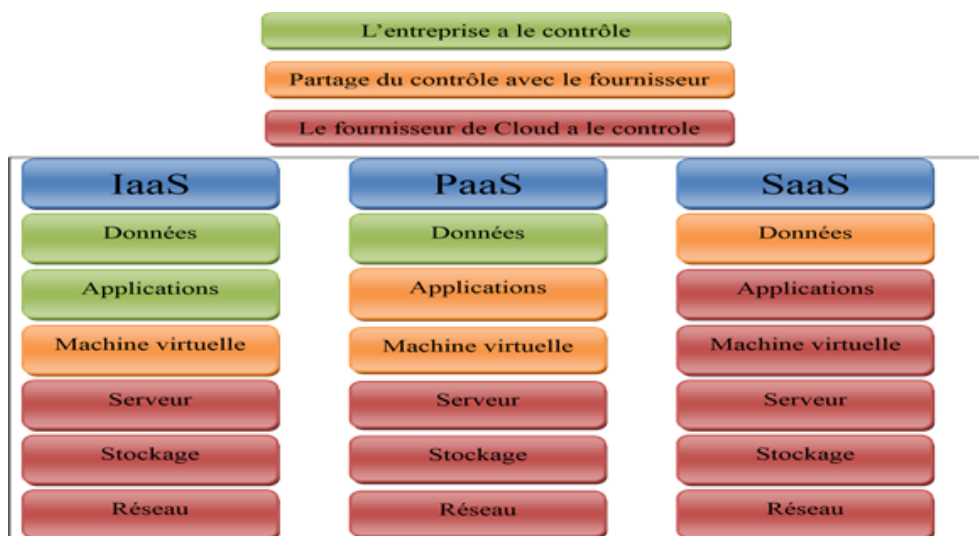 L'entreprise a le contrôle
Partage du contrôle avec le fournisseur
Le fournisseur de Cloud a le controle
IaaS PaaS SaaS
Données Données Données
Applications Applications Applications
Machine virtuelle Machine virtuelle Machine virtuelle
Serveur Serveur Serveur
Stockage Stockage Stockage
Réseau Réseau Réseau